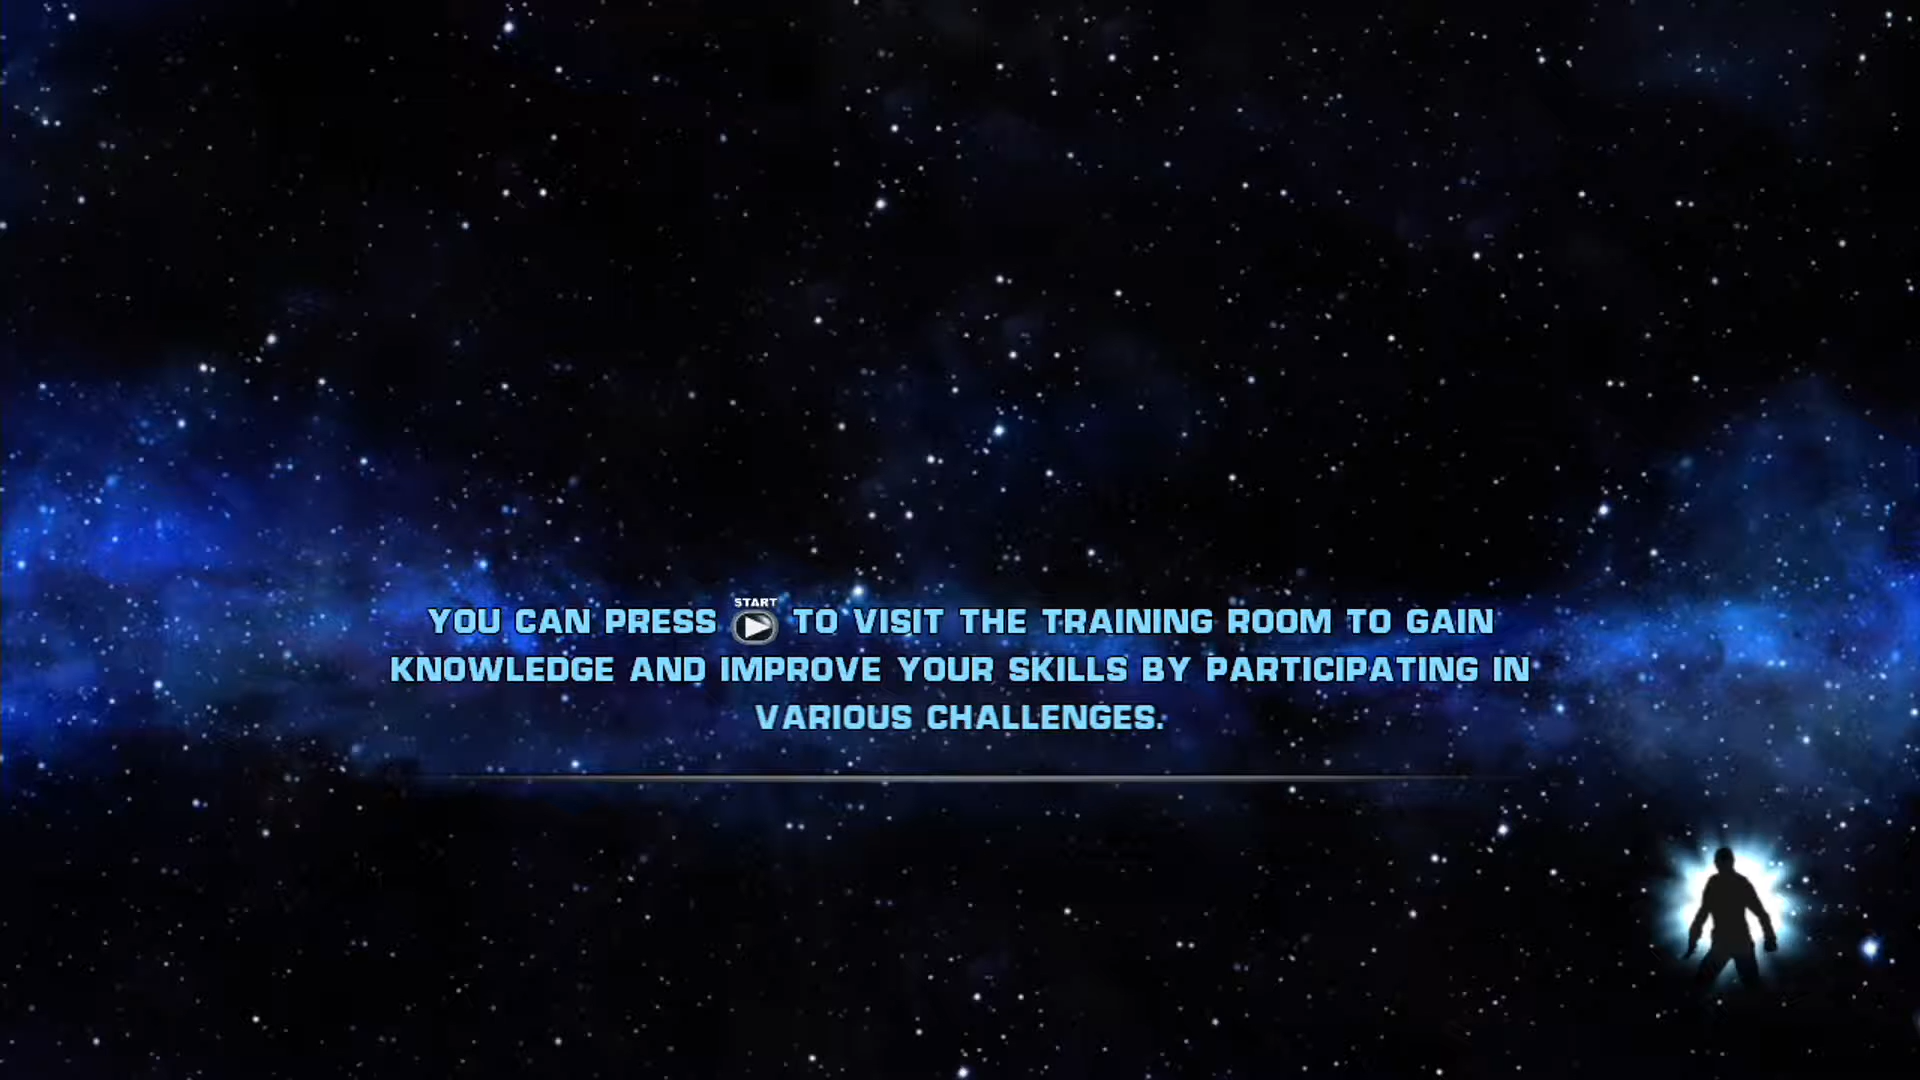 START
YOU CAN PRESS TO VISIT THE TRAINING ROOM TO GAIN
KNOWLEDGE AND IMPROVE YOUR SKILLS BY PARTICIPATING IN
VARIOUS CHALLENGES.